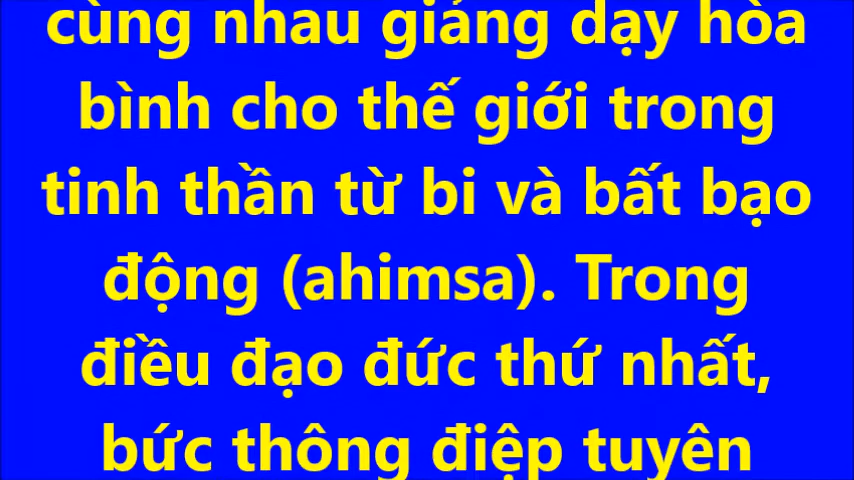 cùng nhau giảng dạy hòa
bình cho thế giới trong
tinh thần từ bi và bất bạo
động (ahimsa). Trong
điều đạo đức thứ nhất,
bức thông điệp tuyên